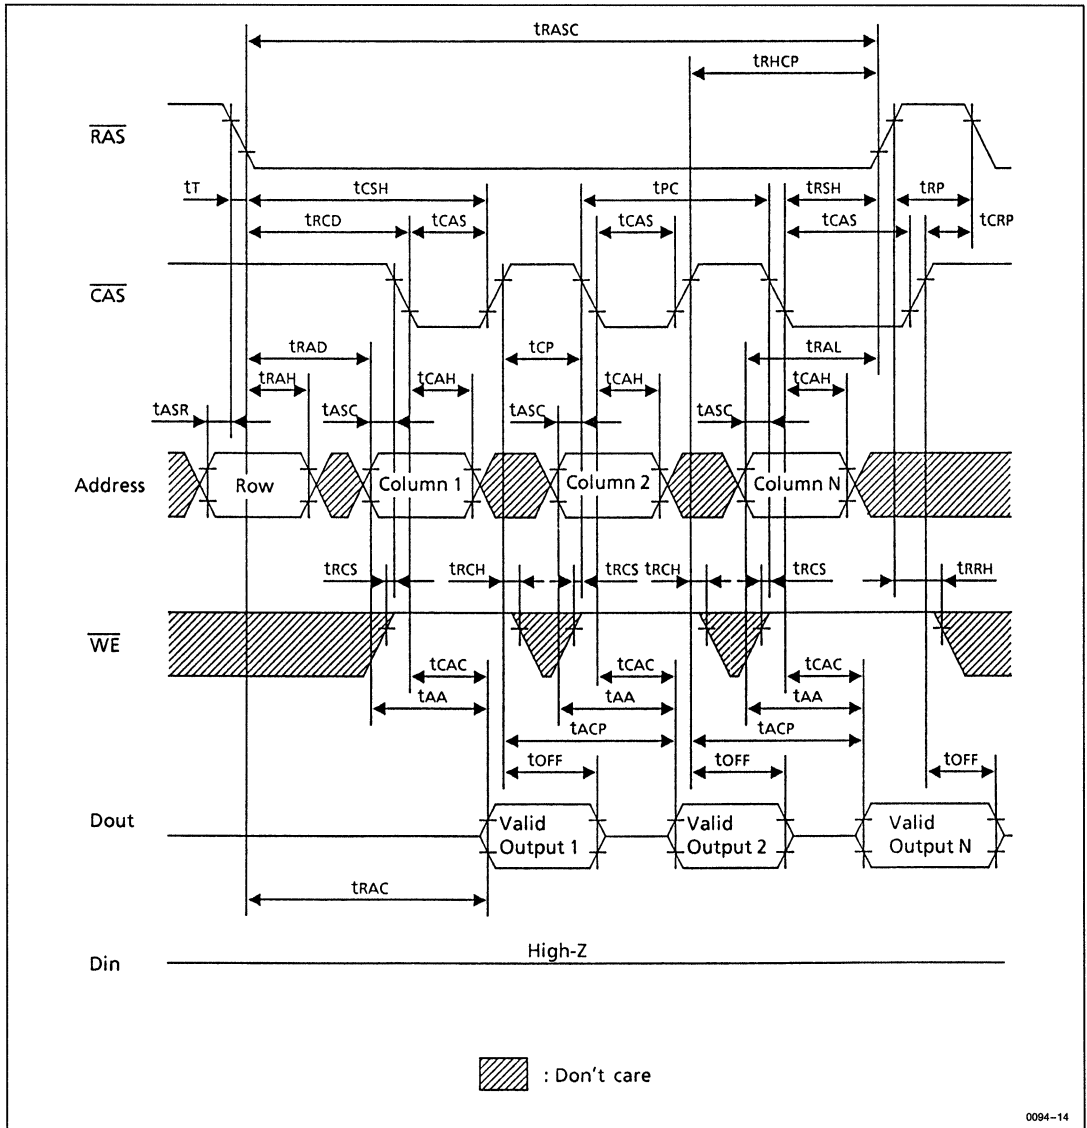 tRASC
tRHCP
RAS
tT
tCSH
tPC
tRSH
tRP
tRCD
tCAS
tCAS
tCAS
tCRP
CAS
tRAD
tCP
tRAL
tRAH
tCAH
tCAH
tCAH
tASR
tASC
tASC
tASC
Address
Row
Column 1
Column 2
Column N
tRCS
tRCH
tRCS
tRCH
tRCS
tRRH
WE
tCAC
tCAC
tCAC
tAA
tAA
tAA
tACP
tACP
tOFF
tOFF
tOFF
Dout
Valid
Output 1
Valid
Output 2
Valid
Output N
tRAC
High-Z
Din
: Don't care
0094-14